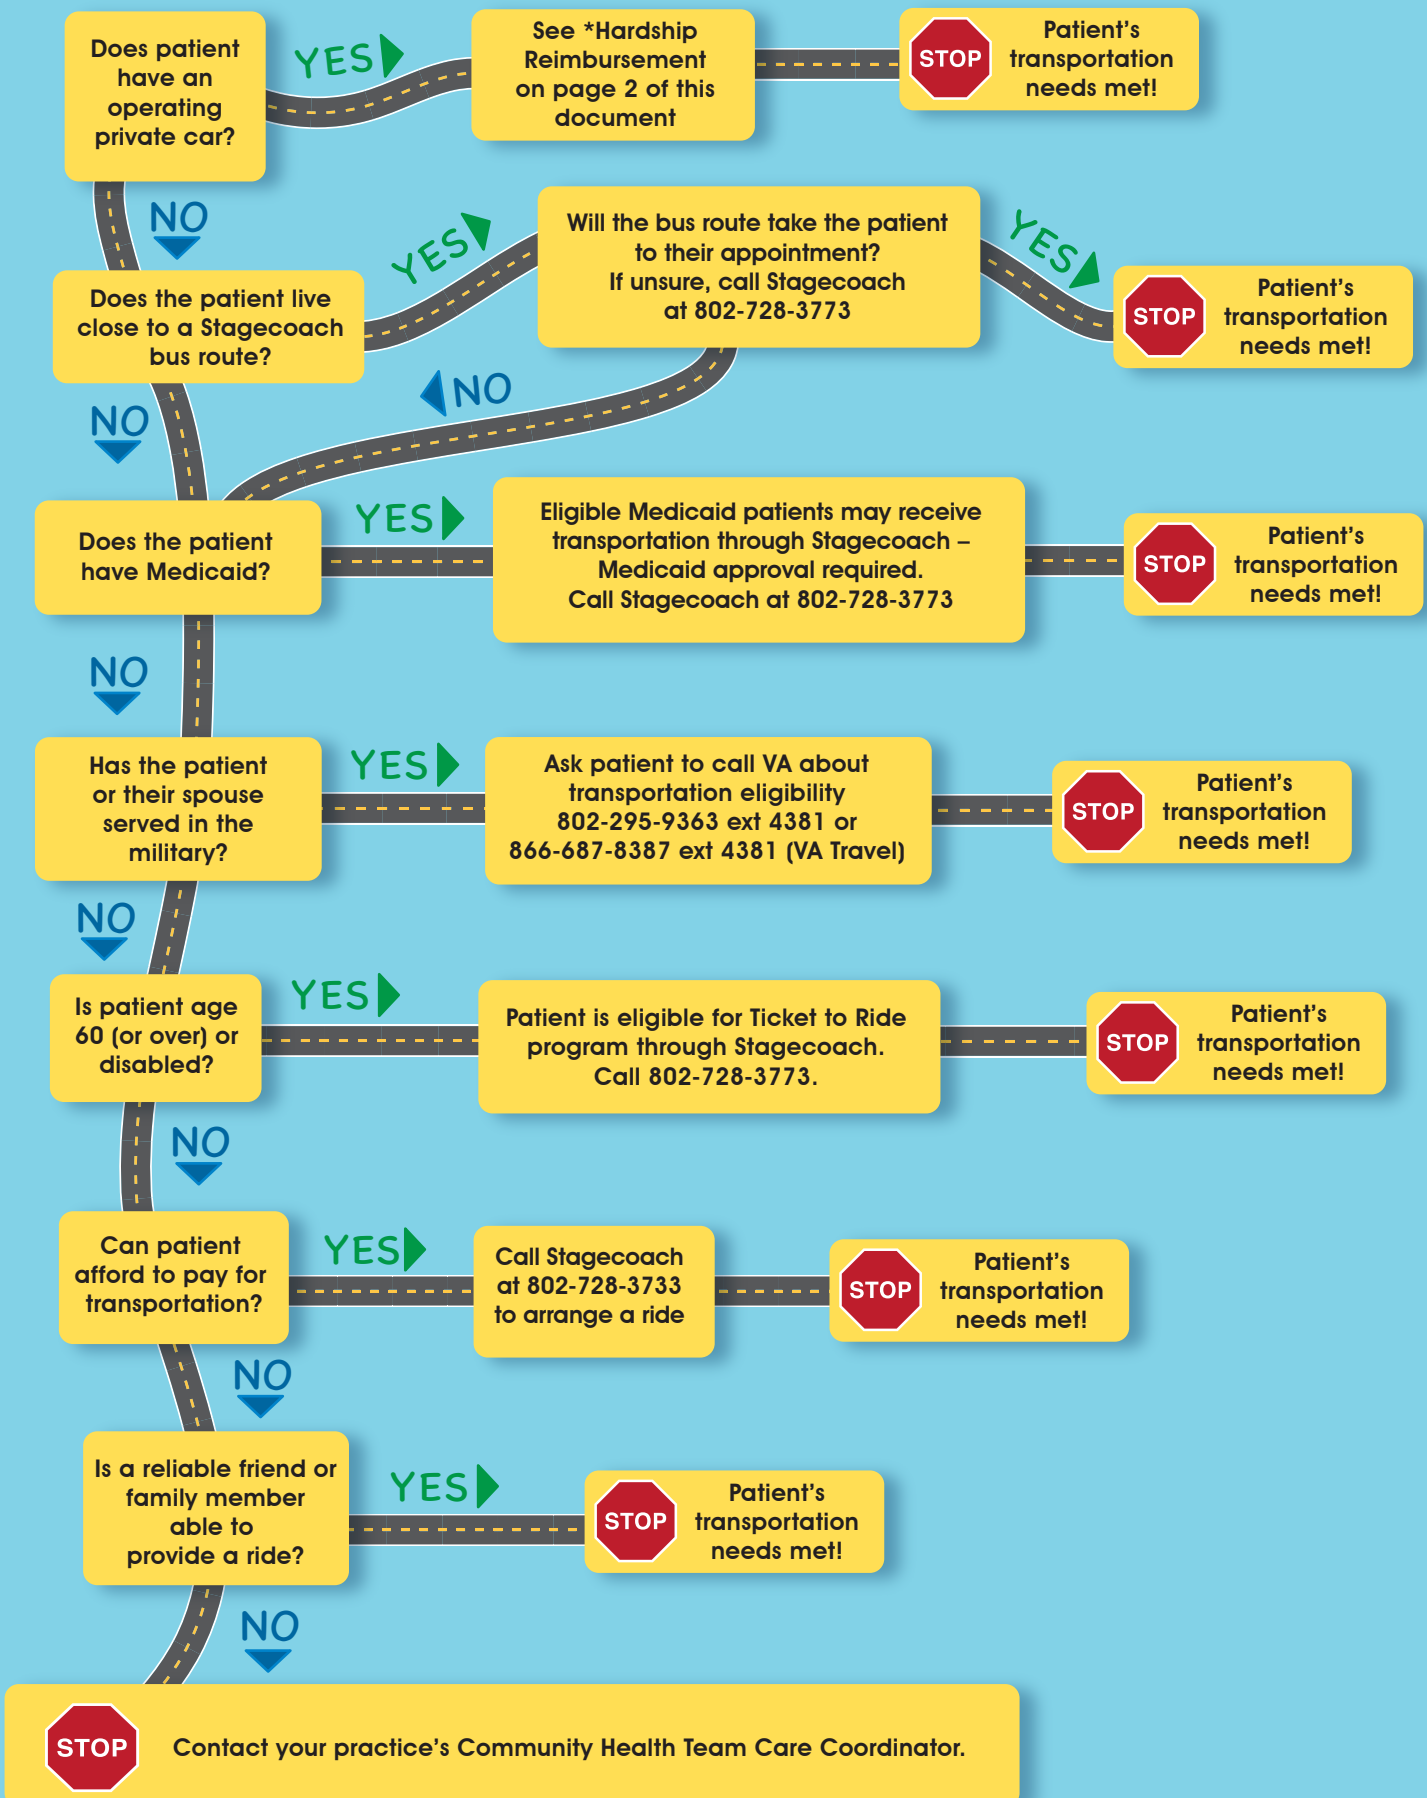 Does patient
have an
operating
private car?
YES
See *Hardship
Reimbursement
on page 2 of this
document
STOP
Patient's
transportation
needs met!
NO
Does the patient live
close to a Stagecoach
bus route?
YES
Will the bus route take the patient
to their appointment?
If unsure, call Stagecoach
at 802-728-3773
YES
STOP
Patient's
transportation
needs met!
NO
NO
Does the patient
have Medicaid?
YES
Eligible Medicaid patients may receive
transportation through Stagecoach –
Medicaid approval required.
Call Stagecoach at 802-728-3773
STOP
Patient's
transportation
needs met!
NO
Has the patient
or their spouse
served in the
military?
YES
Ask patient to call VA about
transportation eligibility
802-295-9363 ext 4381 or
866-687-8387 ext 4381 (VA Travel)
STOP
Patient's
transportation
needs met!
NO
Is patient age
60 (or over) or
disabled?
YES
Patient is eligible for Ticket to Ride
program through Stagecoach.
Call 802-728-3773.
STOP
Patient's
transportation
needs met!
NO
Can patient
afford to pay for
transportation?
YES
Call Stagecoach
at 802-728-3733
to arrange a ride
STOP
Patient's
transportation
needs met!
NO
Is a reliable friend or
family member
able to
provide a ride?
YES
STOP
Patient's
transportation
needs met!
NO
STOP
Contact your practice's Community Health Team Care Coordinator.